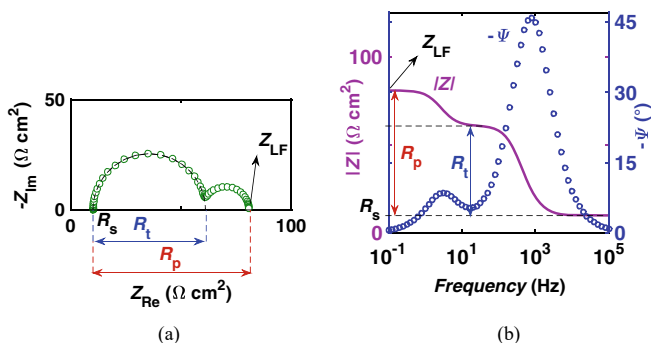 50
-Z_Im (Ω cm²)
0
Z_LF
R_s
0
R_t
100
R_p
Z_Re (Ω cm²)
(a)
Z_LF
-Ψ
|Z|
100
|Z| (Ω cm²)
R_p
R_t
R_s
0
45
30
15
0
-Ψ (°)
10⁻¹
10¹
10³
10⁵
Frequency (Hz)
(b)